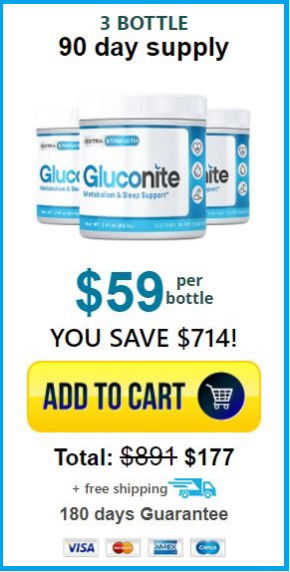 3 BOTTLE
90 day supply
EXTRA STRENGTH
Gluconite
Metabolism & Sleep Support*
$59 per bottle
YOU SAVE $714!
ADD TO CART
Total: $891 $177
+ free shipping
180 days Guarantee
VISA AMEX Cirrus